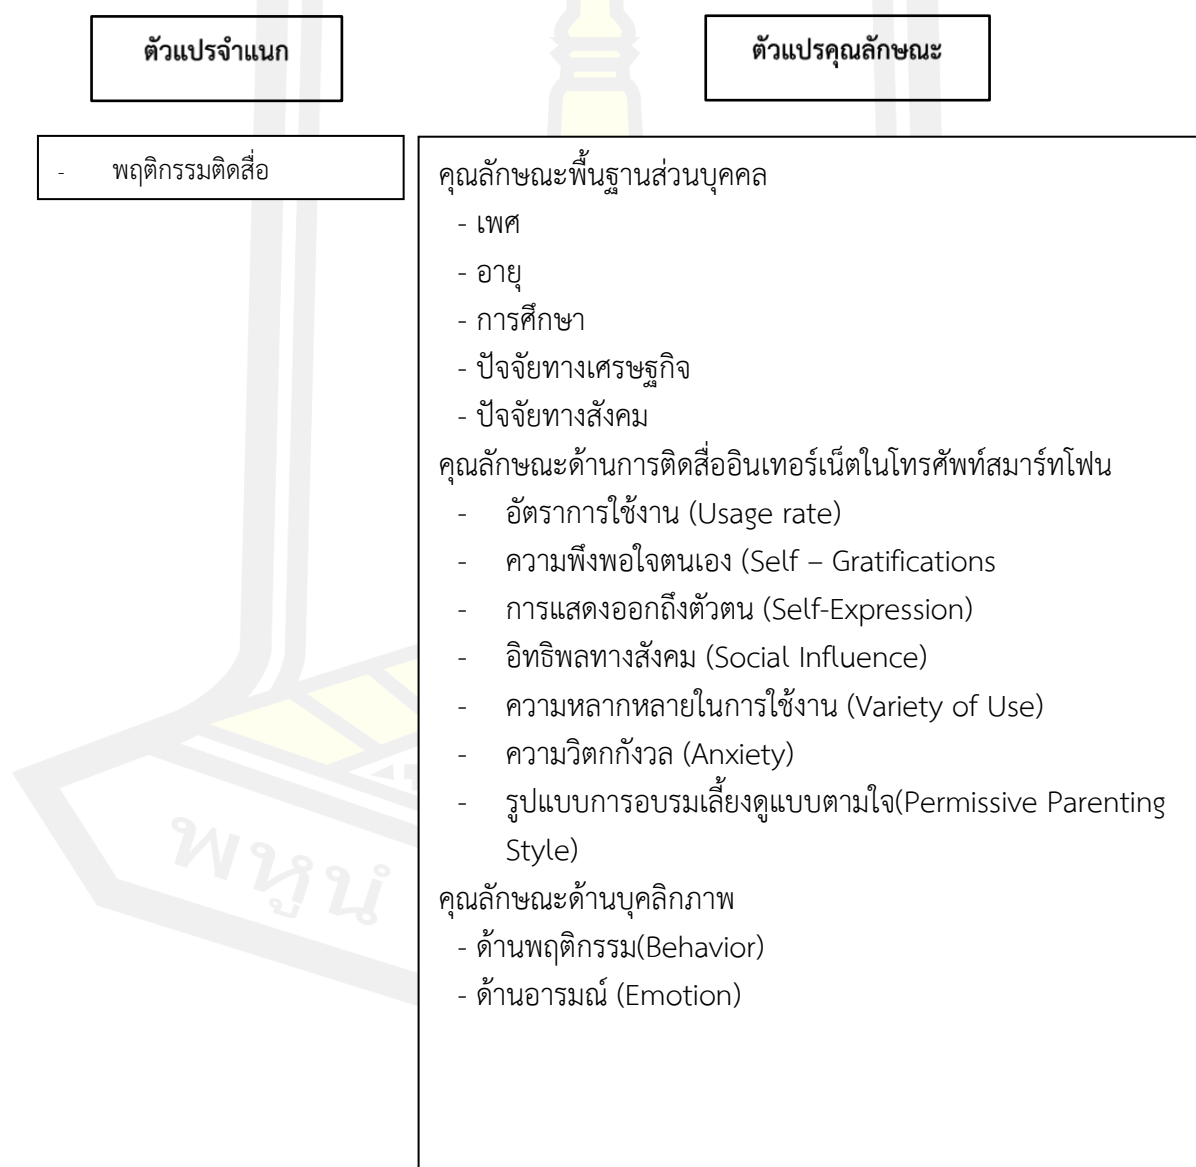 ตัวแปรจำแนก
ตัวแปรคุณลักษณะ
- พฤติกรรมติดสื่อ
คุณลักษณะพื้นฐานส่วนบุคคล
- เพศ
- อายุ
- การศึกษา
- ปัจจัยทางเศรษฐกิจ
- ปัจจัยทางสังคม
คุณลักษณะด้านการติดสื่ออินเทอร์เน็ตในโทรศัพท์สมาร์ทโฟน
- อัตราการใช้งาน (Usage rate)
- ความพึงพอใจตนเอง (Self – Gratifications
- การแสดงออกถึงตัวตน (Self-Expression)
- อิทธิพลทางสังคม (Social Influence)
- ความหลากหลายในการใช้งาน (Variety of Use)
- ความวิตกกังวล (Anxiety)
- รูปแบบการอบรมเลี้ยงดูแบบตามใจ(Permissive Parenting
Style)
คุณลักษณะด้านบุคลิกภาพ
- ด้านพฤติกรรม(Behavior)
- ด้านอารมณ์ (Emotion)
พหูนํ